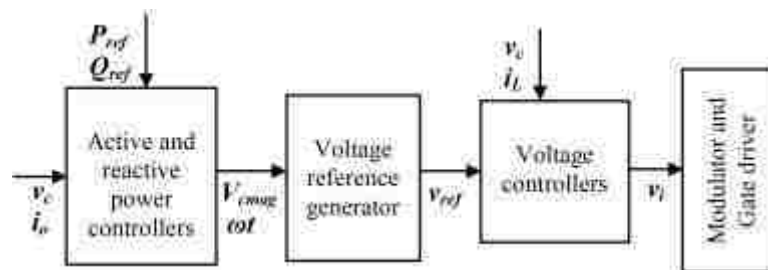 P_ref
Q_ref
v_c
i_L
Active and
reactive
power
controllers
Voltage
reference
generator
Voltage
controllers
Modulator and
Gate driver
v_c
i_o
V_cmag
ωt
v_ref
v_i